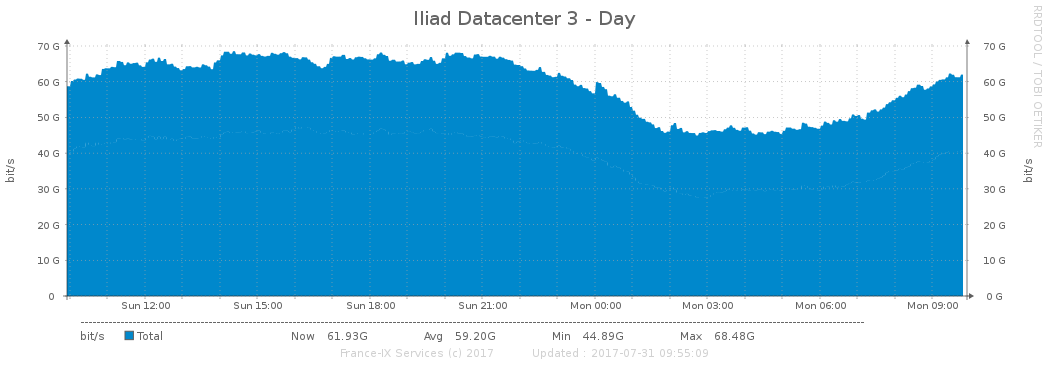 Iliad Datacenter 3 - Day
RRDTOOL / TOBI OETIKER
bit/s
bit/s
70 G 70 G
60 G 60 G
50 G 50 G
40 G 40 G
30 G 30 G
20 G 20 G
10 G 10 G
0 0 G
Sun 12:00 Sun 15:00 Sun 18:00 Sun 21:00 Mon 00:00 Mon 03:00 Mon 06:00 Mon 09:00
bit/s Total Now 61.93G Avg 59.20G Min 44.89G Max 68.48G
France-IX Services (c) 2017 Updated : 2017-07-31 09:55:09